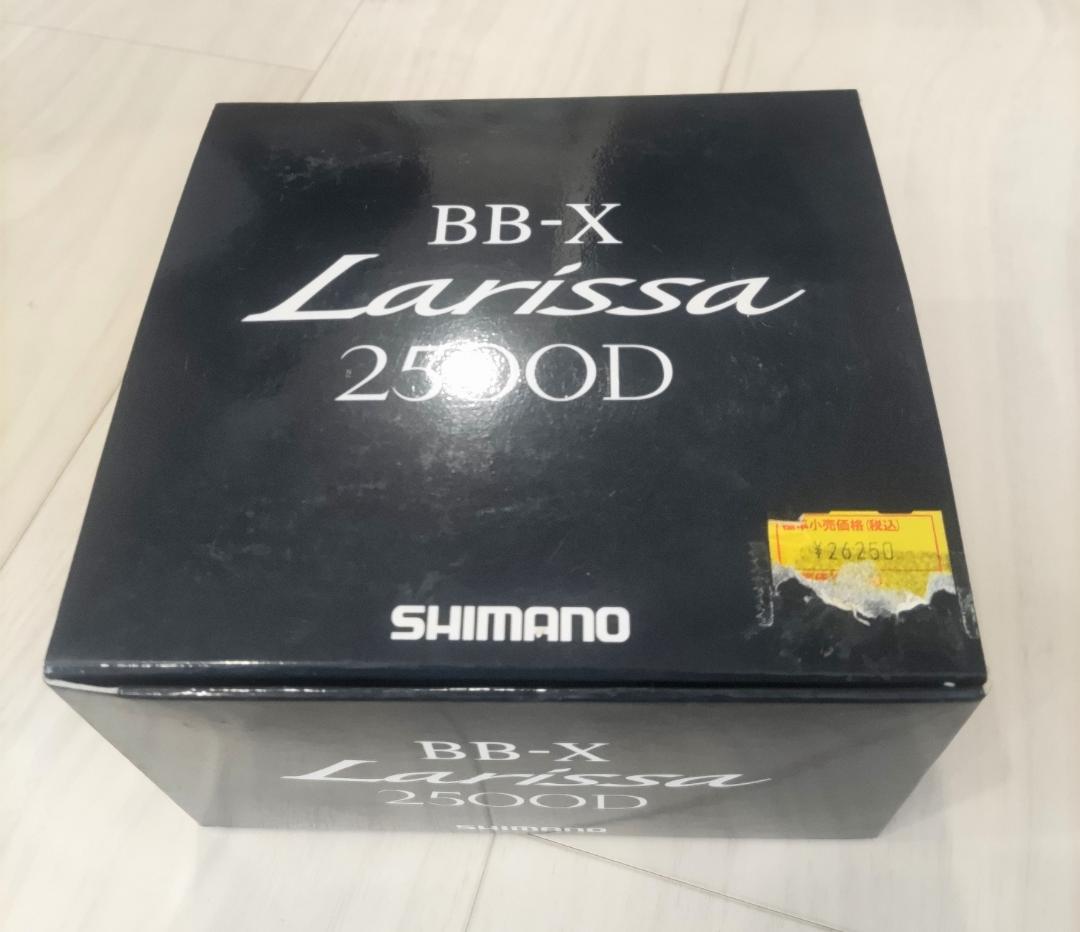 BB-X
Larissa
2500D
標準小売価格(税込)
¥26250
SHIMANO
BB-X
Larissa
2500D
SHIMANO